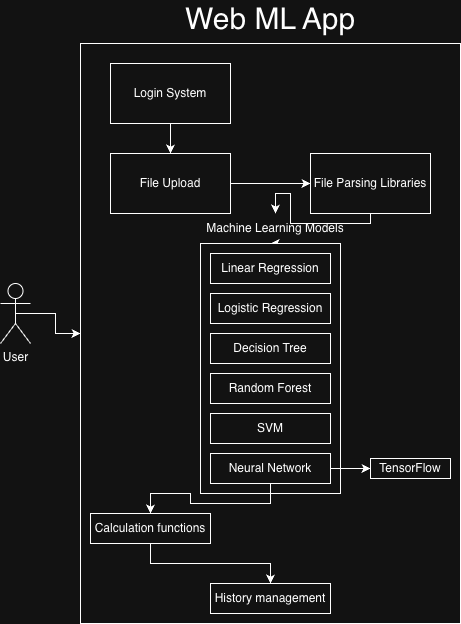 Web ML App
Login System
File Upload
File Parsing Libraries
Machine Learning Models
Linear Regression
Logistic Regression
Decision Tree
Random Forest
SVM
Neural Network
TensorFlow
User
Calculation functions
History management